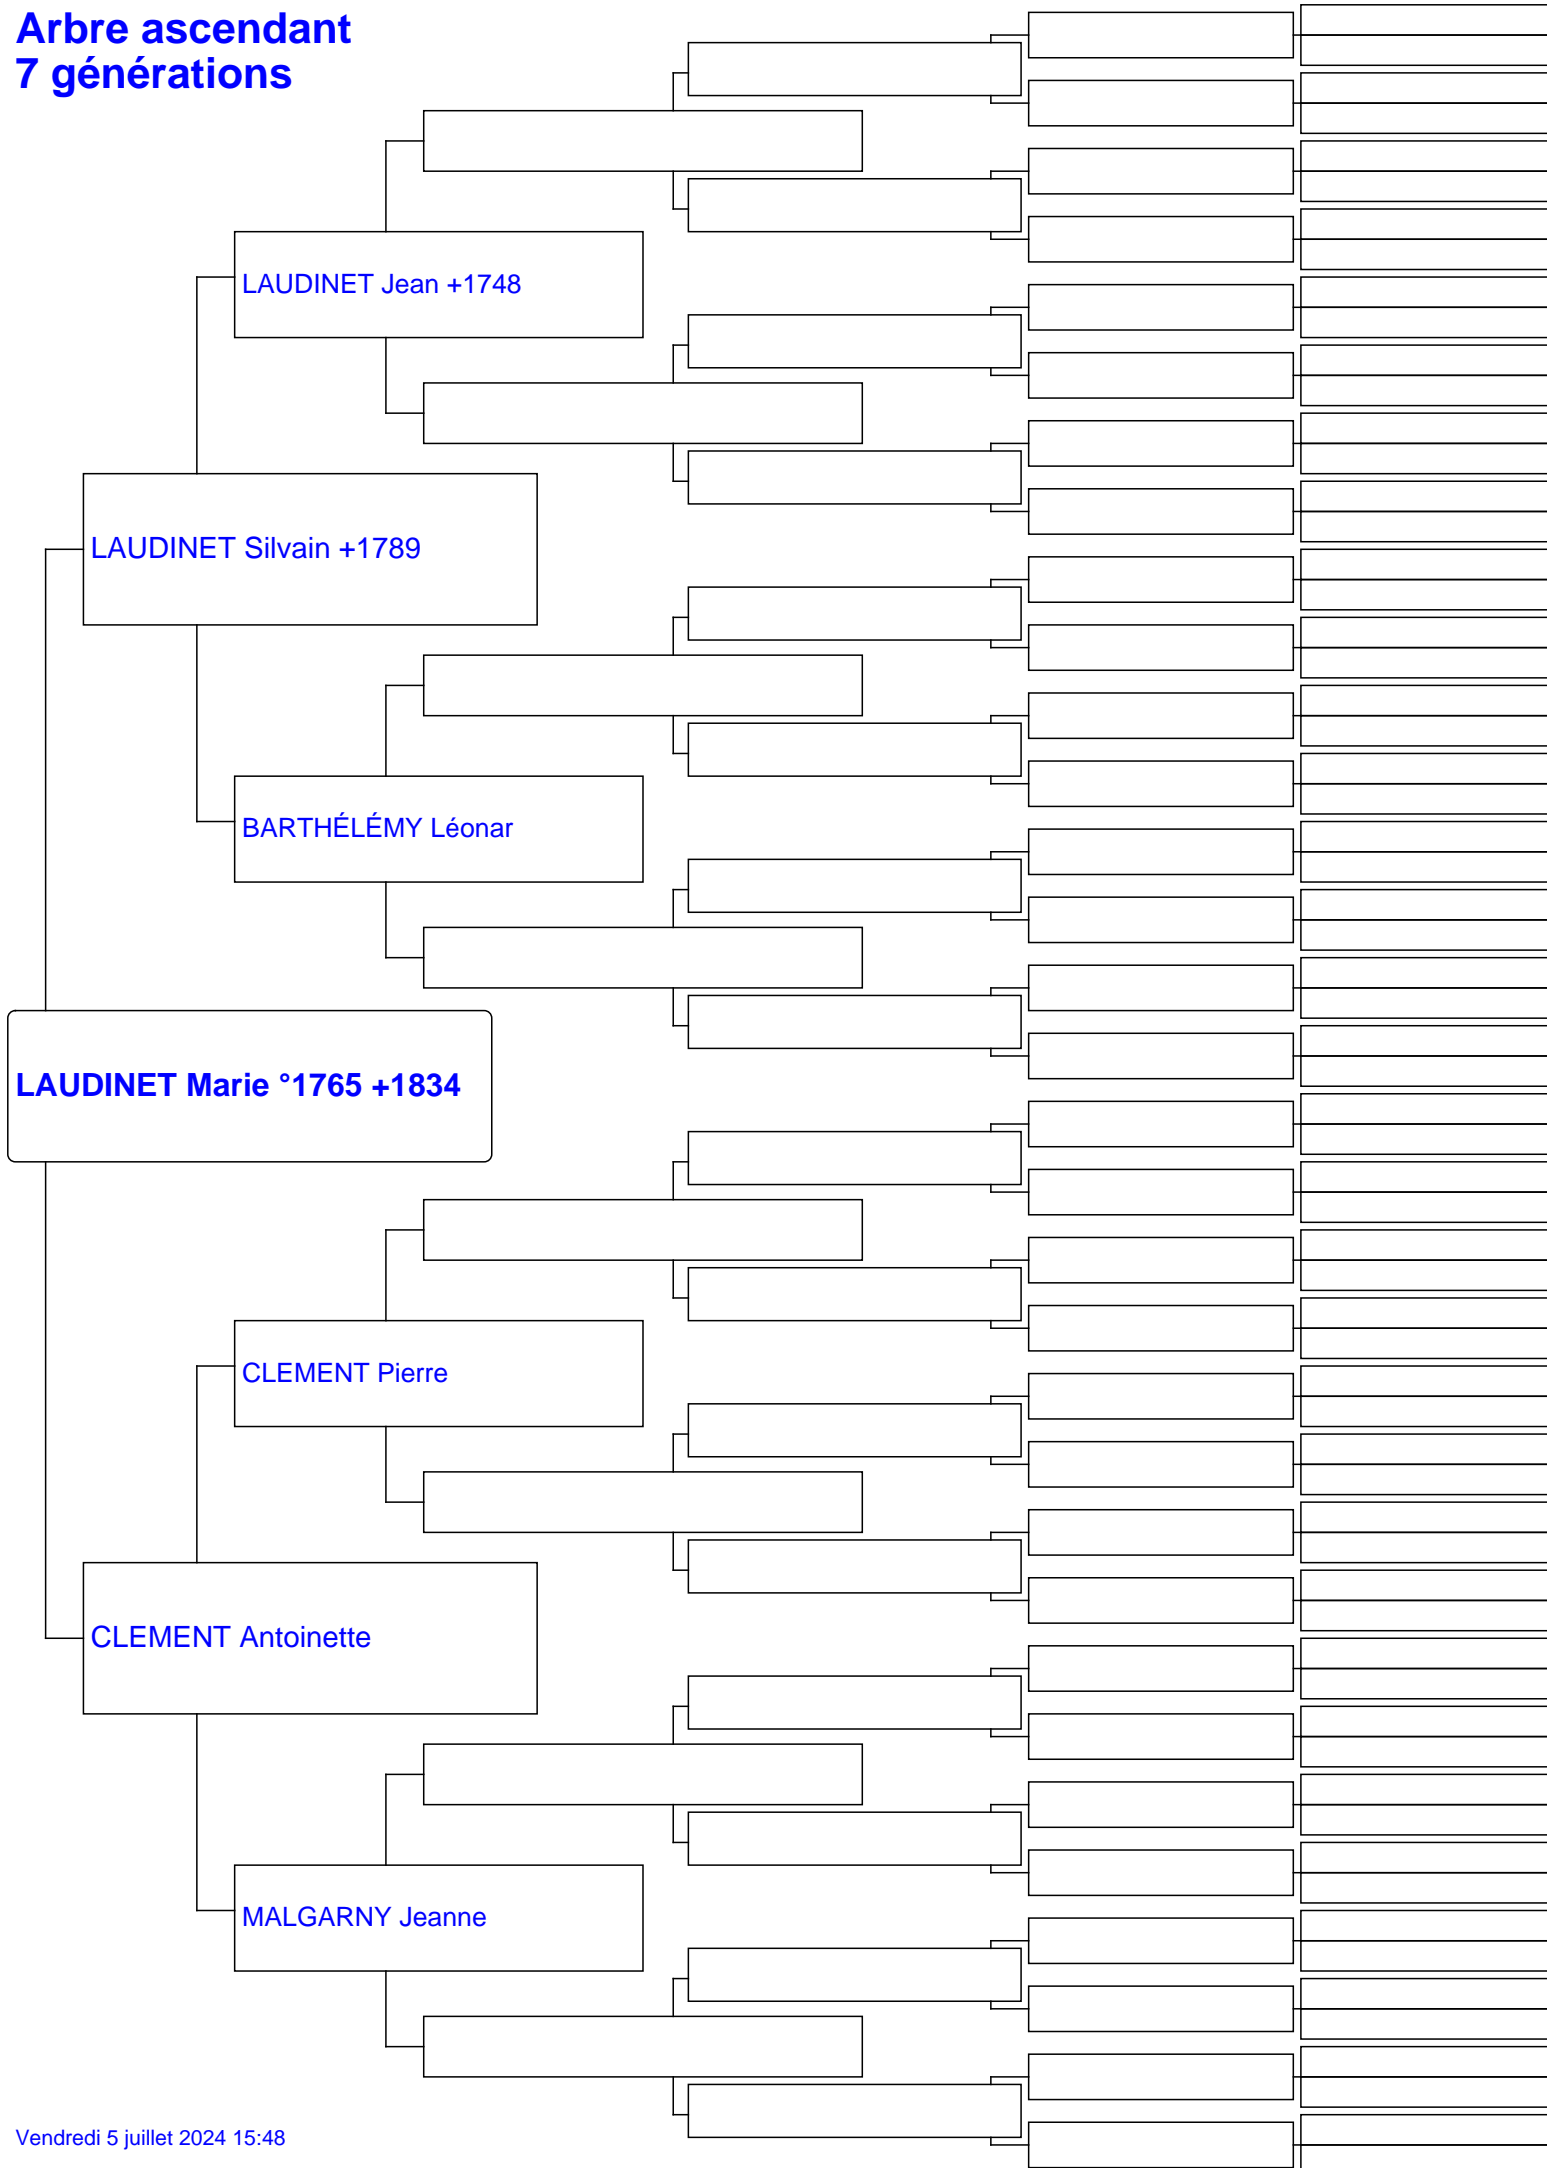 Arbre ascendant
7 générations
LAUDINET Jean +1748
LAUDINET Silvain +1789
BARTHÉLÉMY Léonar
LAUDINET Marie °1765 +1834
CLEMENT Pierre
CLEMENT Antoinette
MALGARNY Jeanne
Vendredi 5 juillet 2024 15:48